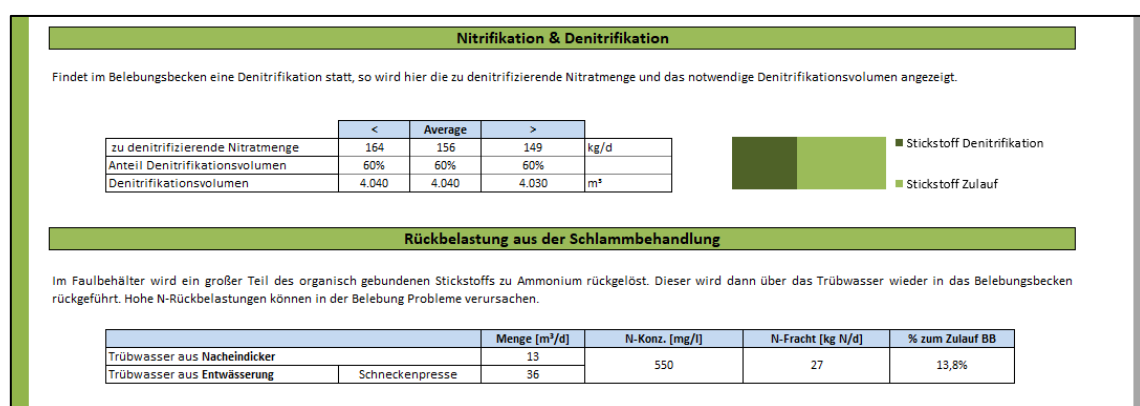 Nitrifikation & Denitrifikation
Findet im Belebungsbecken eine Denitrifikation statt, so wird hier die zu denitrifizierende Nitratmenge und das notwendige Denitrifikationsvolumen angezeigt.
< Average >
zu denitrifizierende Nitratmenge 164 156 149 kg/d
Anteil Denitrifikationsvolumen 60% 60% 60%
Denitrifikationsvolumen 4.040 4.040 4.030 m³
Stickstoff Denitrifikation
Stickstoff Zulauf
Rückbelastung aus der Schlammbehandlung
Im Faulbehälter wird ein großer Teil des organisch gebundenen Stickstoffs zu Ammonium rückgelöst. Dieser wird dann über das Trübwasser wieder in das Belebungsbecken
rückgeführt. Hohe N-Rückbelastungen können in der Belebung Probleme verursachen.
Menge [m³/d] N-Konz. [mg/l] N-Fracht [kg N/d] % zum Zulauf BB
Trübwasser aus Nacheindicker 13 550 27 13,8%
Trübwasser aus Entwässerung Schneckenpresse 36